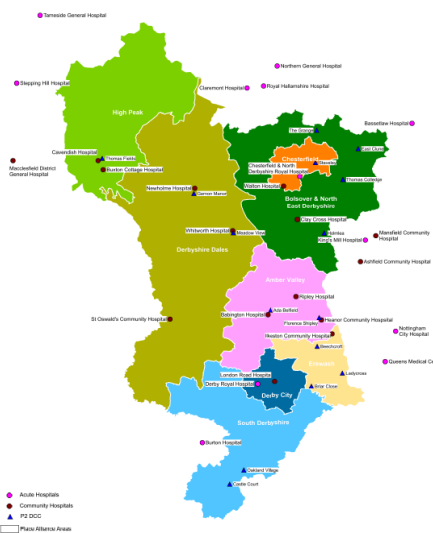 Tameside General Hospital
Northern General Hospital
Stepping Hill Hospital
Claremont Hospital
Royal Hallamshire Hospital
High Peak
Bassetlaw Hospital
The Grange
Cavendish Hospital
Thomas Fields
East Clune
Chesterfield
Staveley
Macclesfield District
General Hospital
Buxton Cottage Hospital
Chesterfield & North
Derbyshire Royal Hospital
Thomas Colledge
Newholme Hospital
Gernon Manor
Walton Hospital
Bolsover & North
East Derbyshire
Clay Cross Hospital
Whitworth Hospital
Meadow View
Holmlea
King's Mill Hospital
Mansfield Community
Hospital
Derbyshire Dales
Ashfield Community Hospital
Amber Valley
Ripley Hospital
St Oswald's Community Hospital
Babington Hospital
Ada Belfield
Florence Shipley
Heanor Community Hospital
Nottingham
City Hospital
Ilkeston Community Hospital
Beechcroft
Erewash
Queens Medical Ce
London Road Hospital
Ladycross
Derby Royal Hospital
Briar Close
Derby City
South Derbyshire
Burton Hospital
Oakland Village
Castle Court
Acute Hospitals
Community Hospitals
P2 DCC
Place Alliance Areas